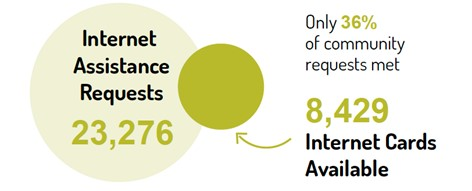 Internet
Assistance
Requests
23,276
Only 36%
of community
requests met
8,429
Internet Cards
Available